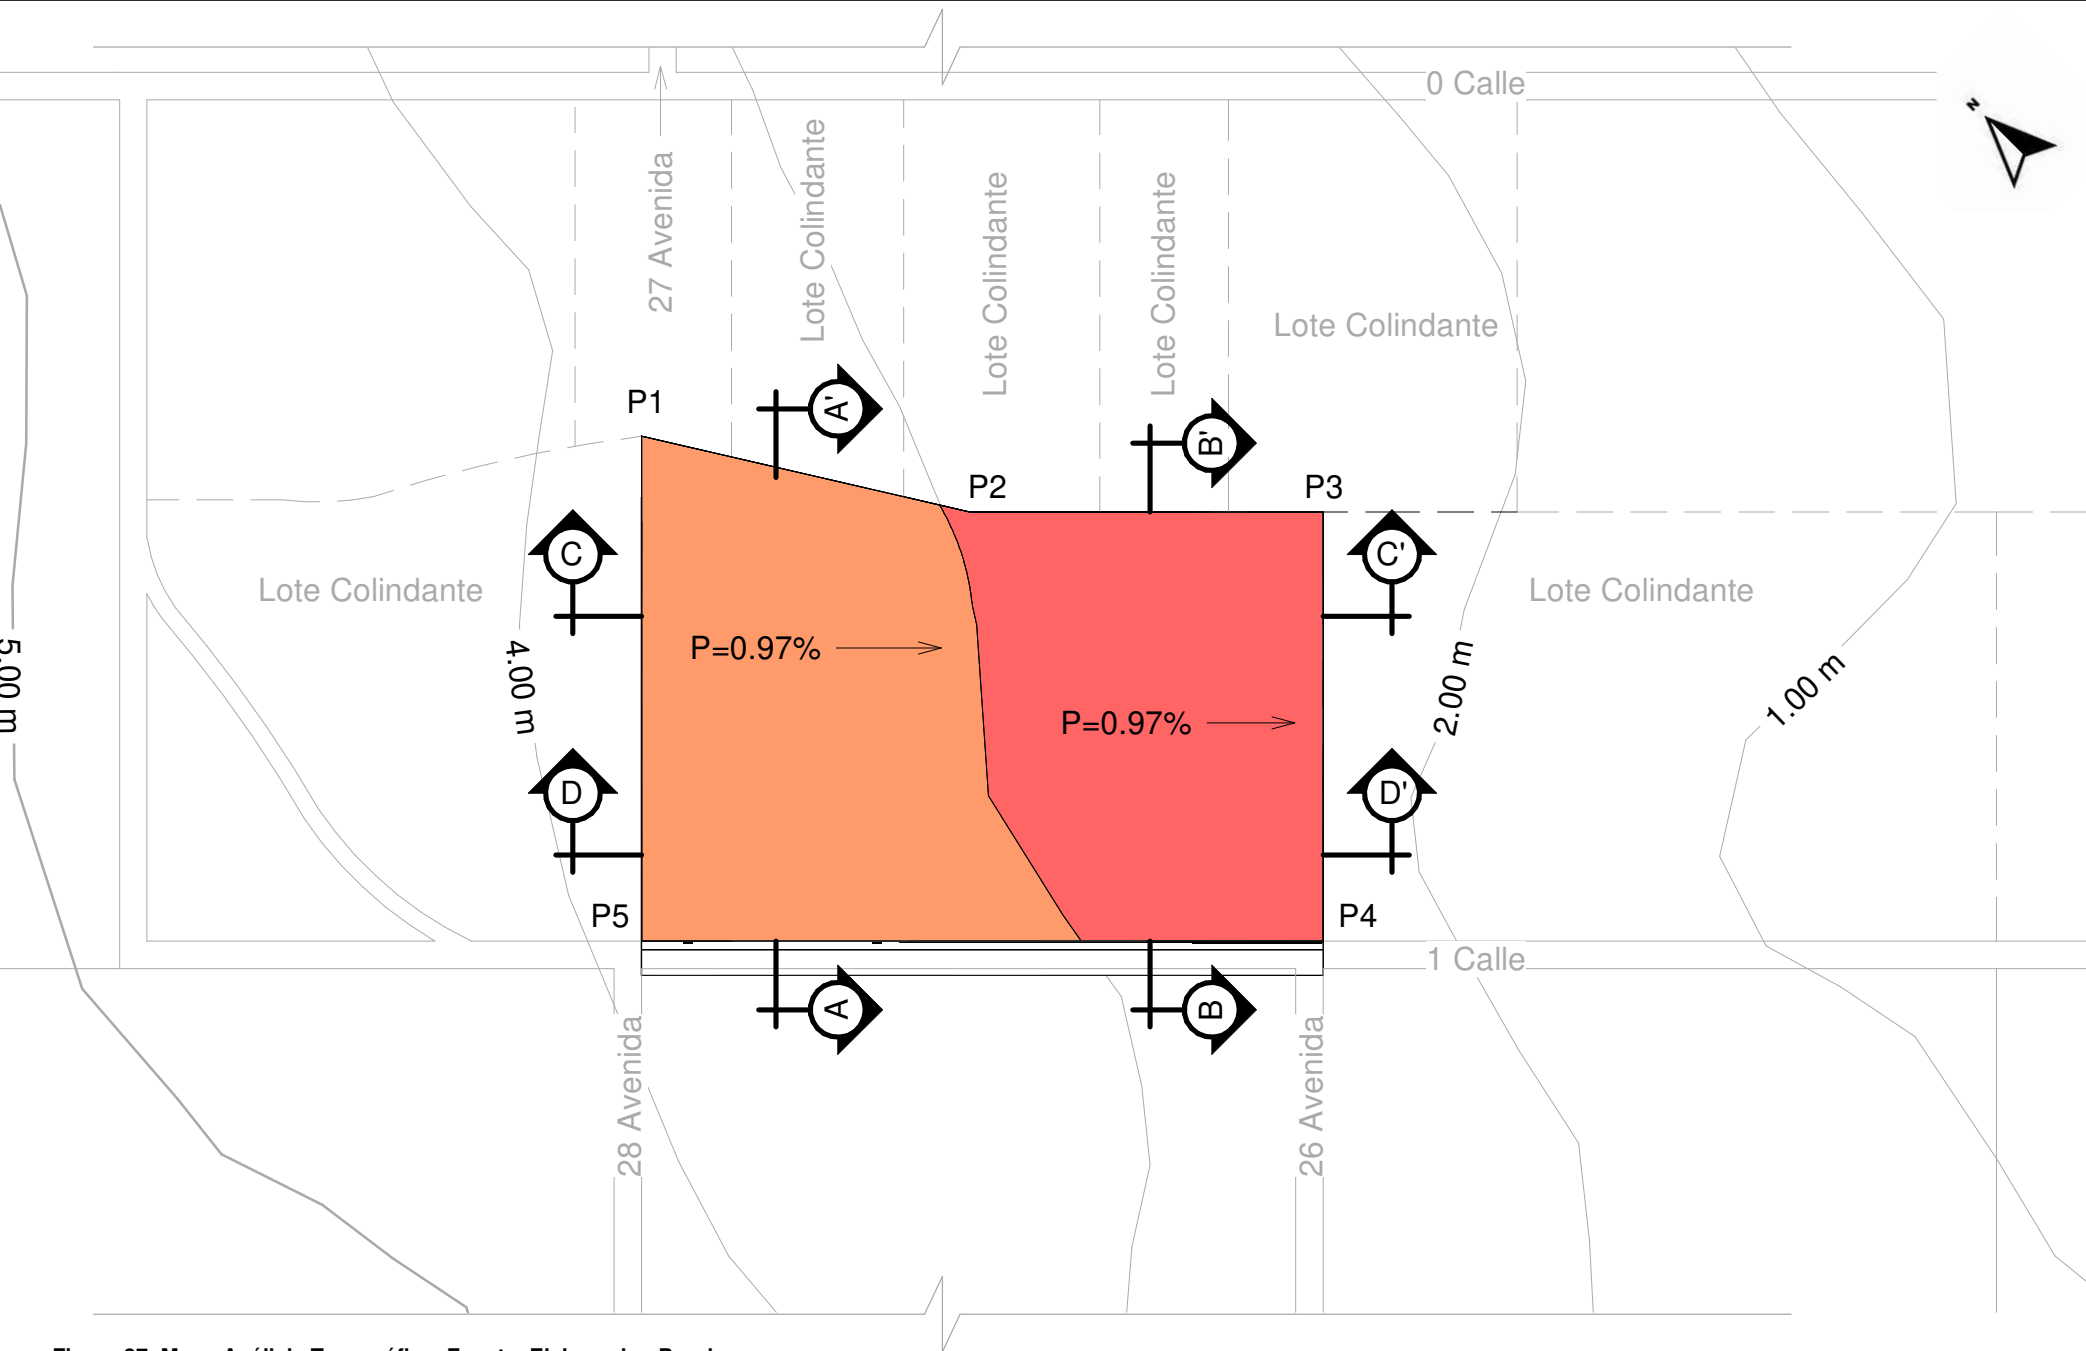 0 Calle
N
27 Avenida
Lote Colindante
Lote Colindante
Lote Colindante
Lote Colindante
P1
A'
B'
P2
P3
C
C'
Lote Colindante
Lote Colindante
P=0.97%
5.00 m
4.00 m
2.00 m
1.00 m
P=0.97%
D
D'
P5
P4
1 Calle
A
B
28 Avenida
26 Avenida